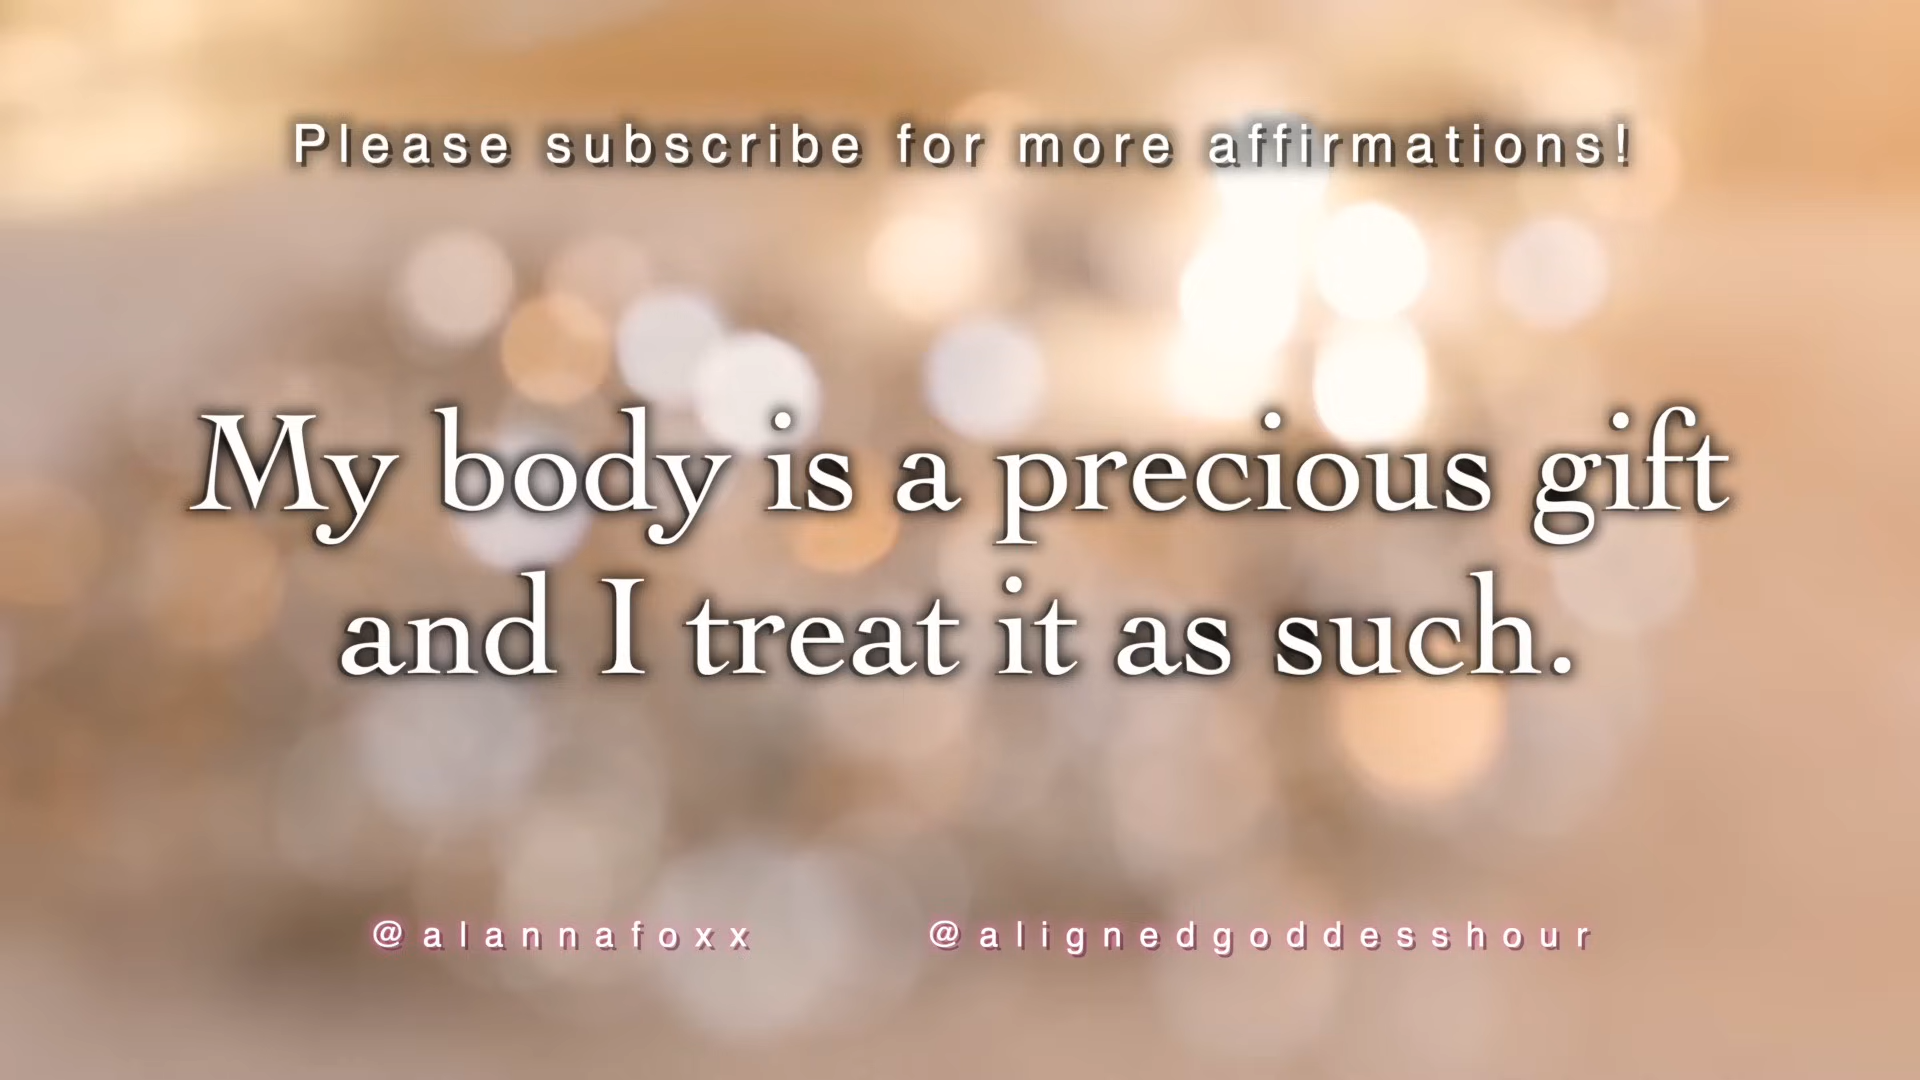 Please subscribe for more affirmations!
My body is a precious gift
and I treat it as such.
@alannafoxx @alignedgoddesshour